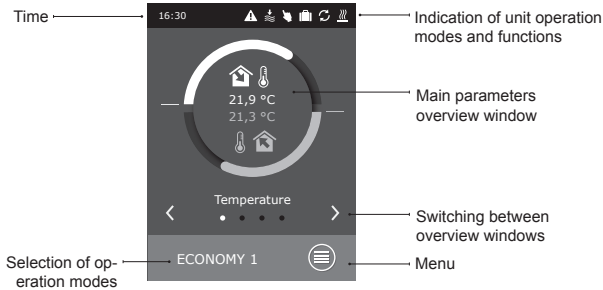 Time
16:30
Indication of unit operation
modes and functions
21,9 °C
21,3 °C
Main parameters
overview window
Temperature
Switching between
overview windows
Selection of op-
eration modes
ECONOMY 1
Menu